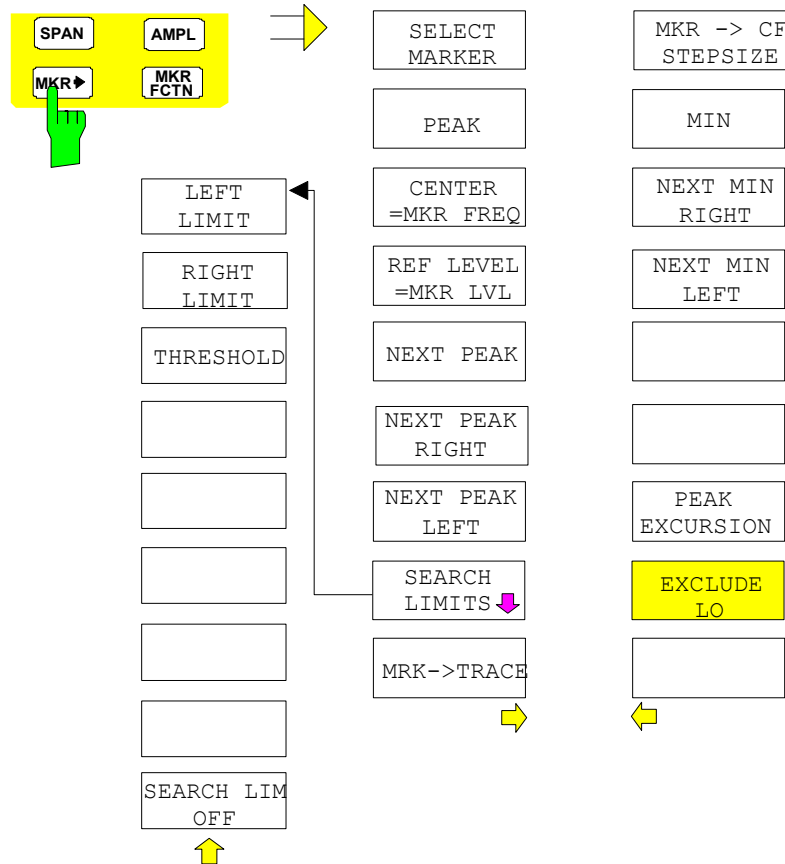 SPAN
AMPL
MKR
MKR
FCTN
LEFT
LIMIT
RIGHT
LIMIT
THRESHOLD
SEARCH LIM
OFF
SELECT
MARKER
PEAK
CENTER
=MKR FREQ
REF LEVEL
=MKR LVL
NEXT PEAK
NEXT PEAK
RIGHT
NEXT PEAK
LEFT
SEARCH
LIMITS
MRK->TRACE
MKR -> CF
STEPSIZE
MIN
NEXT MIN
RIGHT
NEXT MIN
LEFT
PEAK
EXCURSION
EXCLUDE
LO